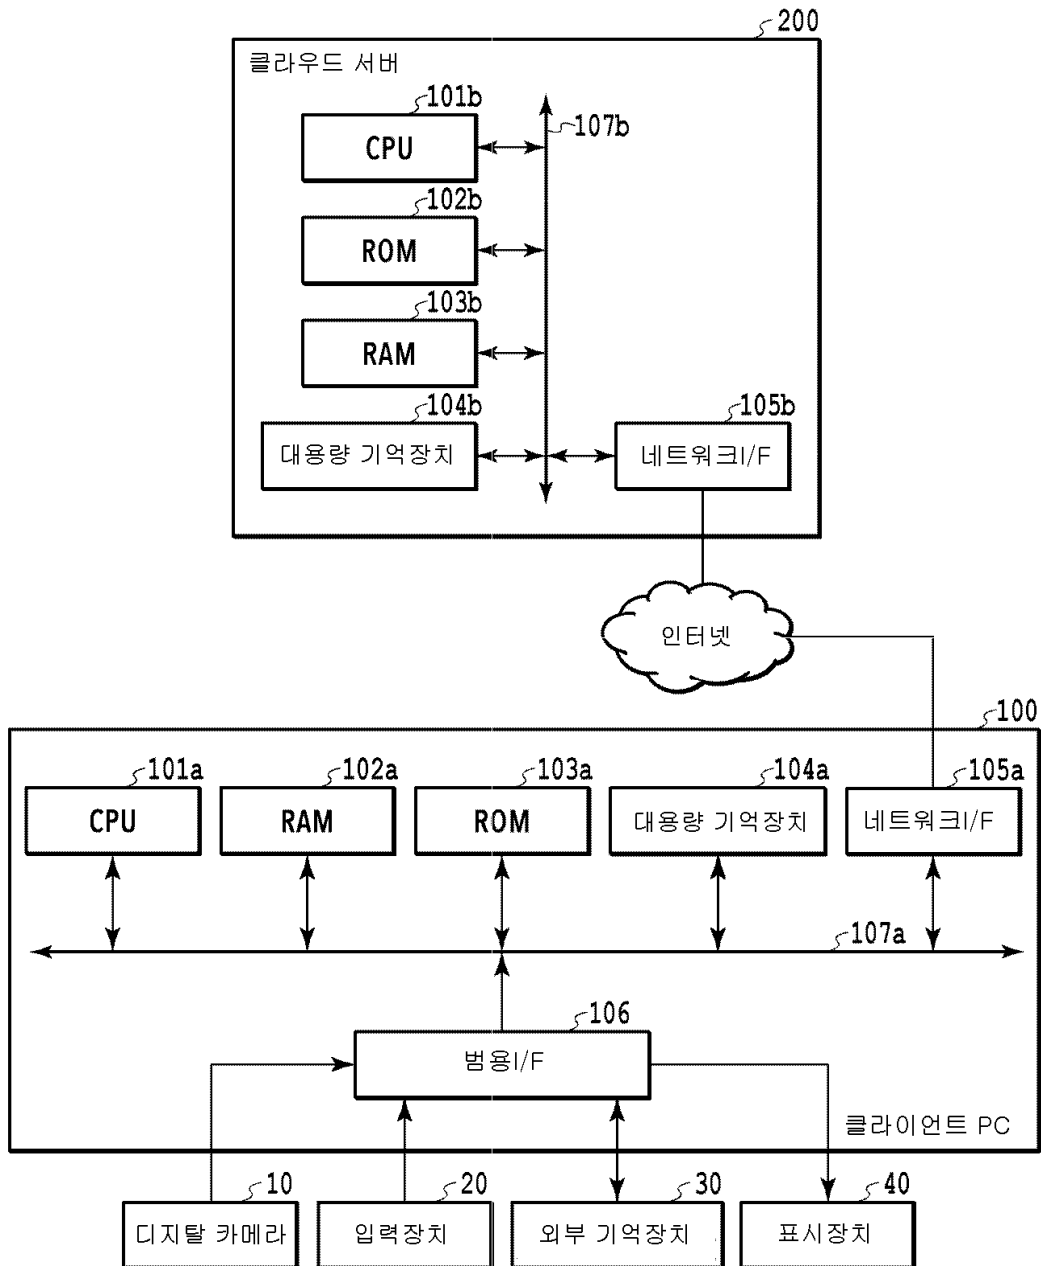 200
클라우드 서버
101b
CPU
107b
102b
ROM
103b
RAM
104b
대용량 기억장치
105b
네트워크I/F
인터넷
100
101a
CPU
102a
RAM
103a
ROM
104a
대용량 기억장치
105a
네트워크I/F
107a
106
범용I/F
클라이언트 PC
10
디지탈 카메라
20
입력장치
30
외부 기억장치
40
표시장치